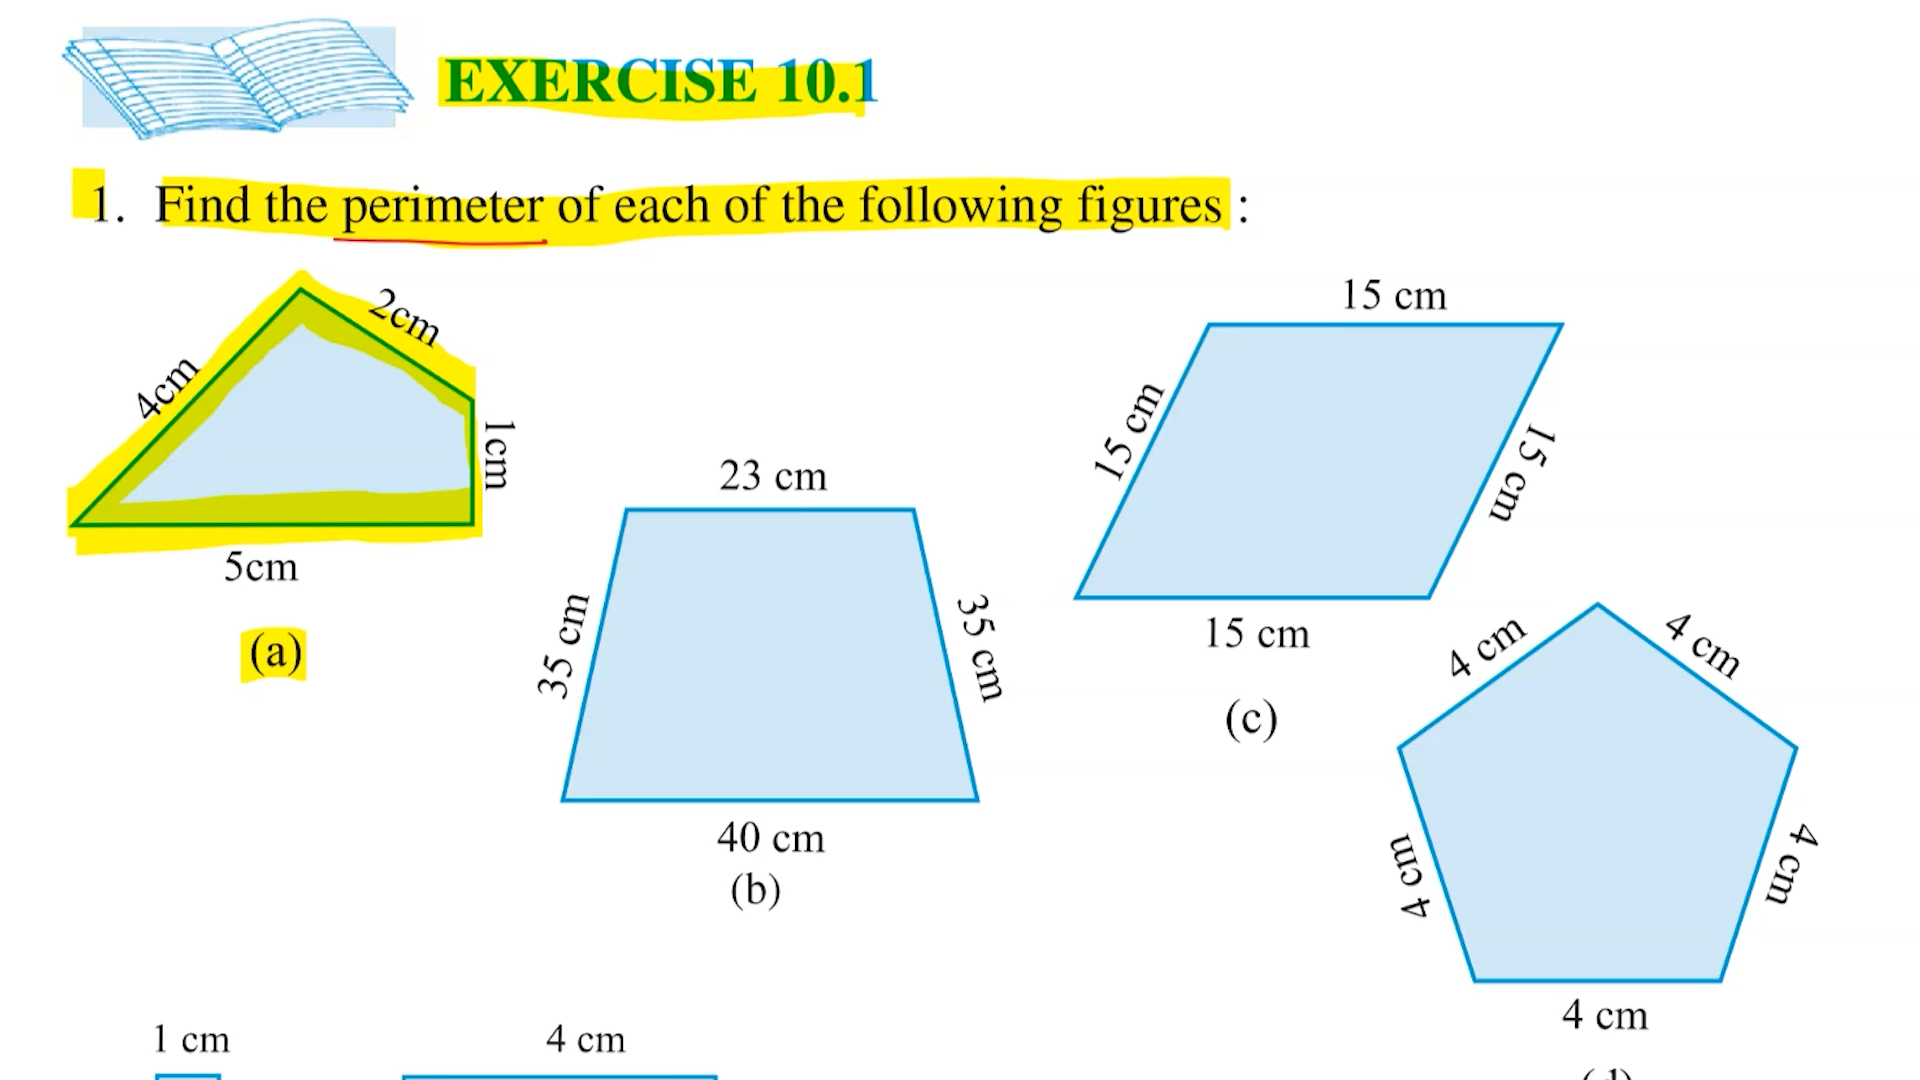 EXERCISE 10.1
1. Find the perimeter of each of the following figures :
4cm
2cm
1cm
5cm
(a)
23 cm
35 cm
35 cm
40 cm
(b)
15 cm
15 cm
15 cm
15 cm
(c)
4 cm
4 cm
4 cm
4 cm
4 cm
(d)
1 cm
4 cm